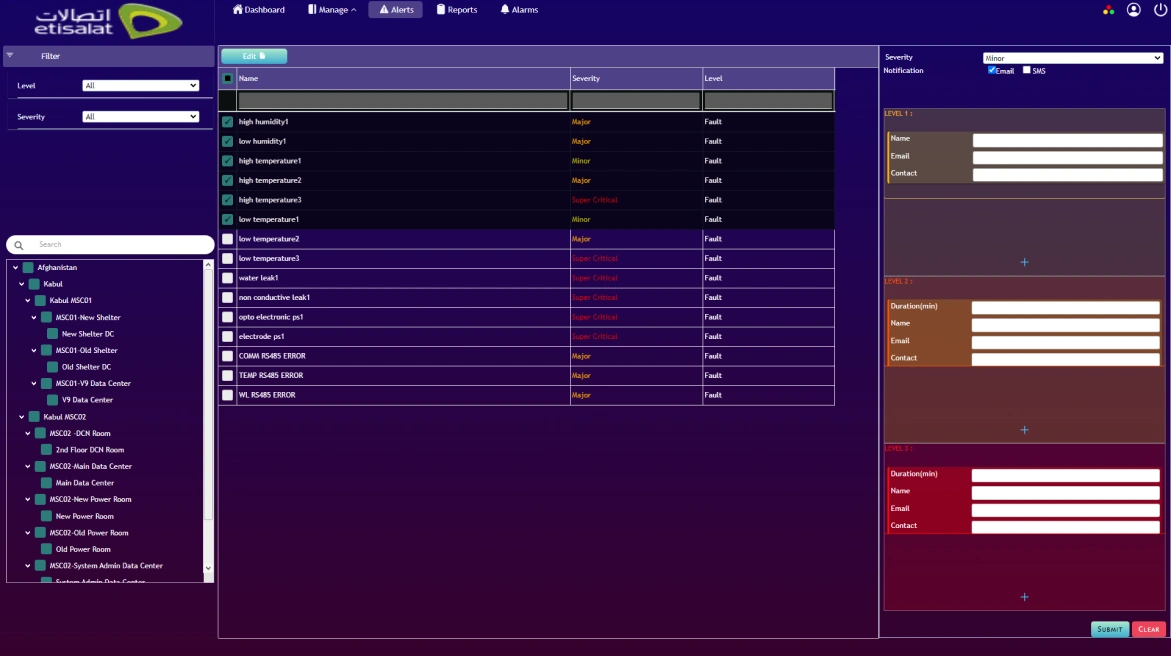 اتصالات
etisalat
Dashboard
Manage
Alerts
Reports
Alarms
Filter
Level
All
Severity
All
Search
Afghanistan
Kabul
Kabul MSC01
MSC01-New Shelter
New Shelter DC
MSC01-Old Shelter
Old Shelter DC
MSC01-V9 Data Center
V9 Data Center
Kabul MSC02
MSC02 -DCN Room
2nd Floor DCN Room
MSC02-Main Data Center
Main Data Center
MSC02-New Power Room
New Power Room
MSC02-Old Power Room
Old Power Room
MSC02-System Admin Data Center
System Admin Data Center
Edit
Name Severity Level
high humidity1 Major Fault
low humidity1 Major Fault
high temperature1 Minor Fault
high temperature2 Major Fault
high temperature3 Super Critical Fault
low temperature1 Minor Fault
low temperature2 Major Fault
low temperature3 Super Critical Fault
water leak1 Super Critical Fault
non conductive leak1 Super Critical Fault
opto electronic ps1 Super Critical Fault
electrode ps1 Super Critical Fault
COMM RS485 ERROR Major Fault
TEMP RS485 ERROR Major Fault
WL RS485 ERROR Major Fault
Severity Minor
Notification Email SMS
LEVEL 1 :
Name
Email
Contact
+
LEVEL 2 :
Duration(min)
Name
Email
Contact
+
LEVEL 3 :
Duration(min)
Name
Email
Contact
+
SUBMIT CLEAR